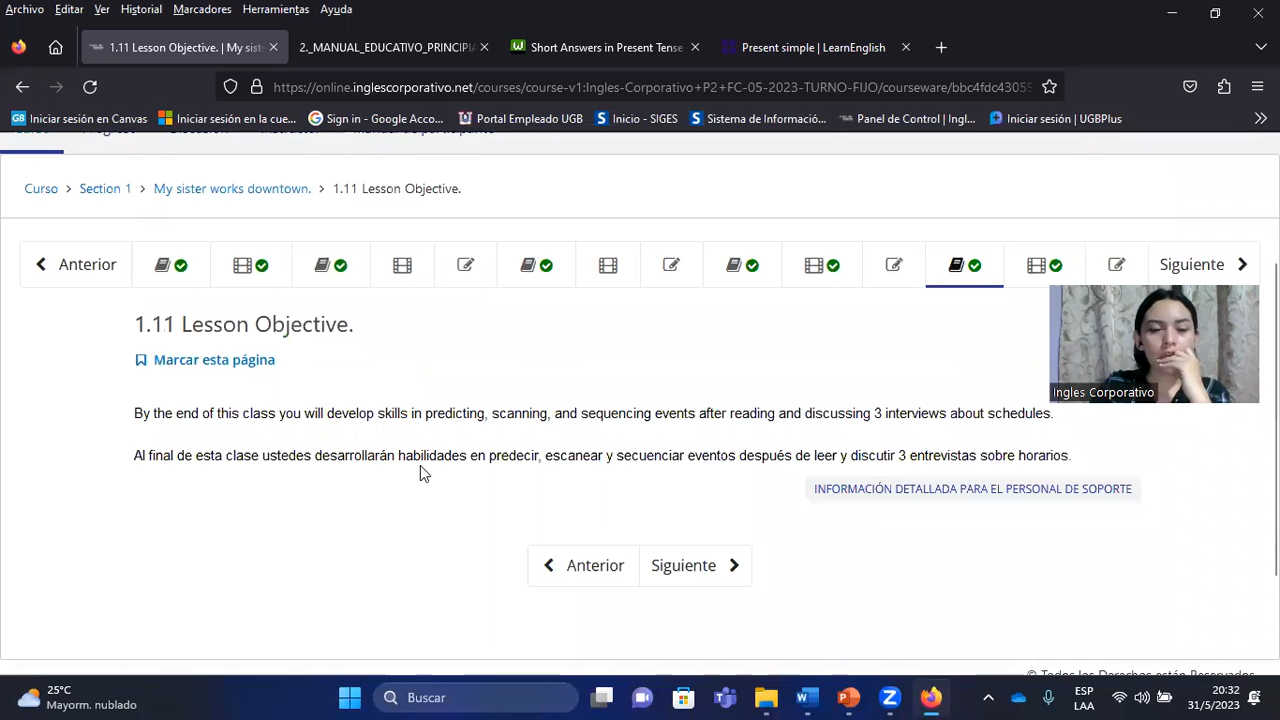 Archivo Editar Ver Historial Marcadores Herramientas Ayuda
1.11 Lesson Objective. | My sist
2._MANUAL_EDUCATIVO_PRINCIPIA
Short Answers in Present Tense
Present simple | LearnEnglish
https://online.inglescorporativo.net/courses/course-v1:Ingles-Corporativo+P2+FC-05-2023-TURNO-FIJO/courseware/bbc4fdc43059
Iniciar sesión en Canvas Iniciar sesión en la cue... Sign in - Google Acco... Portal Empleado UGB Inicio - SIGES Sistema de Informació... Panel de Control | Ingl... Iniciar sesión | UGBPlus
Curso > Section 1 > My sister works downtown. > 1.11 Lesson Objective.
Anterior
Siguiente
1.11 Lesson Objective.
Marcar esta página
Ingles Corporativo
By the end of this class you will develop skills in predicting, scanning, and sequencing events after reading and discussing 3 interviews about schedules.
Al final de esta clase ustedes desarrollarán habilidades en predecir, escanear y secuenciar eventos después de leer y discutir 3 entrevistas sobre horarios.
INFORMACIÓN DETALLADA PARA EL PERSONAL DE SOPORTE
Anterior Siguiente
© Todos los Derechos están Reservados
25°C
Mayorm. nublado
Buscar
ESP
LAA
20:32
31/5/2023